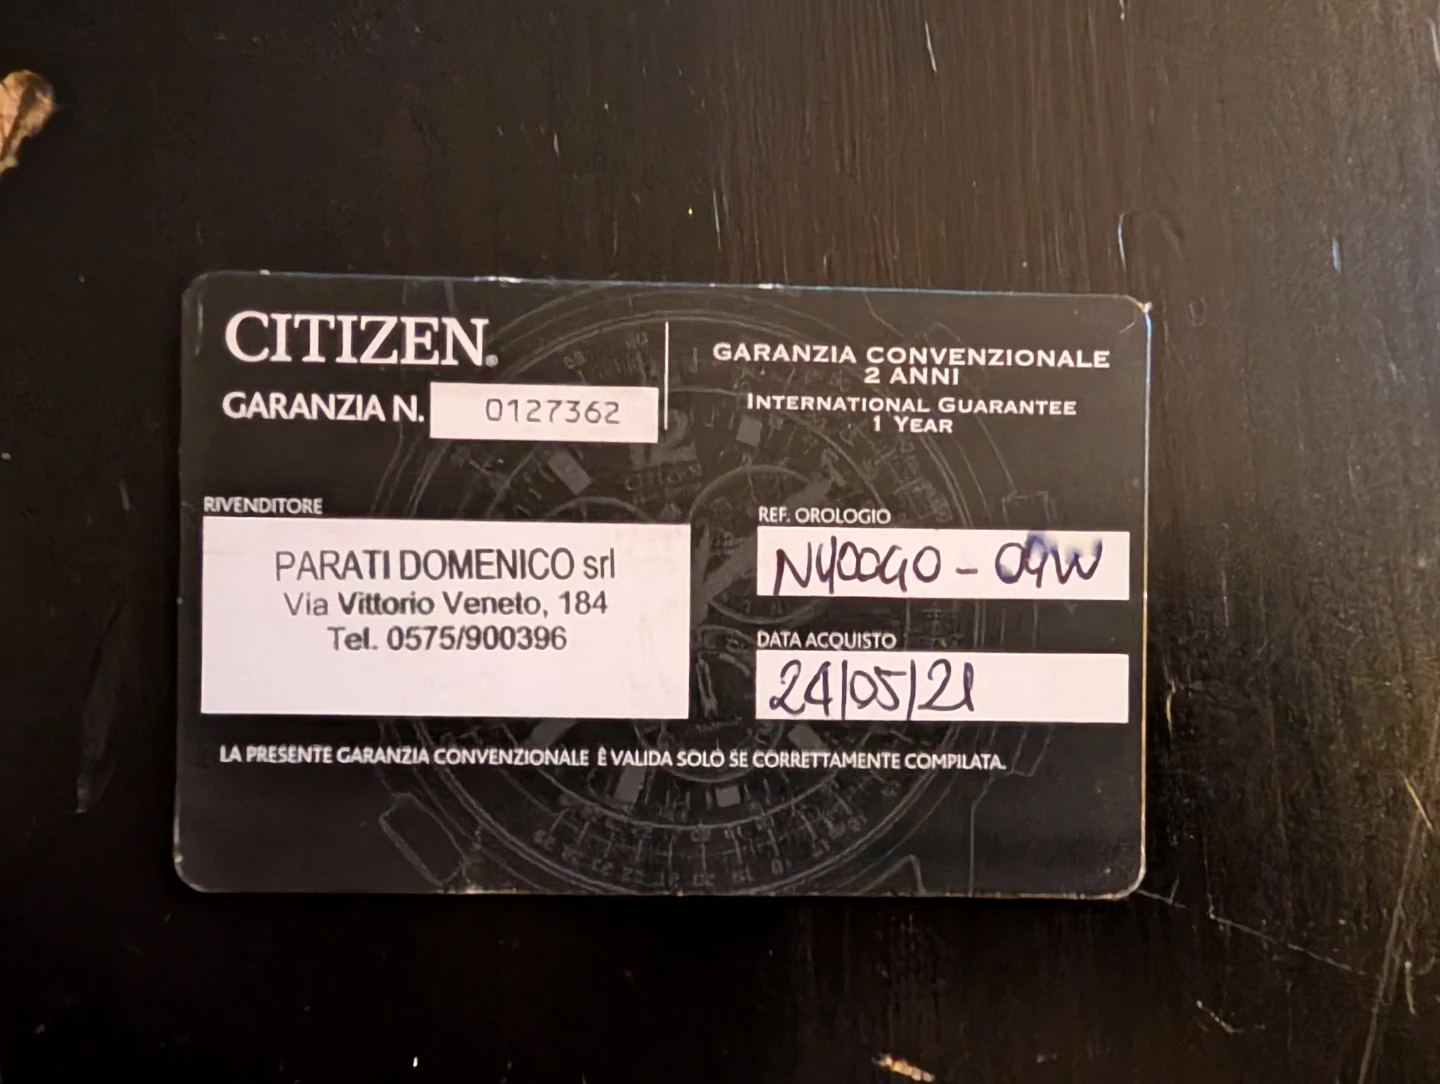 CITIZEN®
GARANZIA N. 0127362
GARANZIA CONVENZIONALE
2 ANNI
INTERNATIONAL GUARANTEE
1 YEAR
RIVENDITORE
PARATI DOMENICO srl
Via Vittorio Veneto, 184
Tel. 0575/900396
REF. OROLOGIO
NY0040-09W
DATA ACQUISTO
24/05/21
LA PRESENTE GARANZIA CONVENZIONALE È VALIDA SOLO SE CORRETTAMENTE COMPILATA.